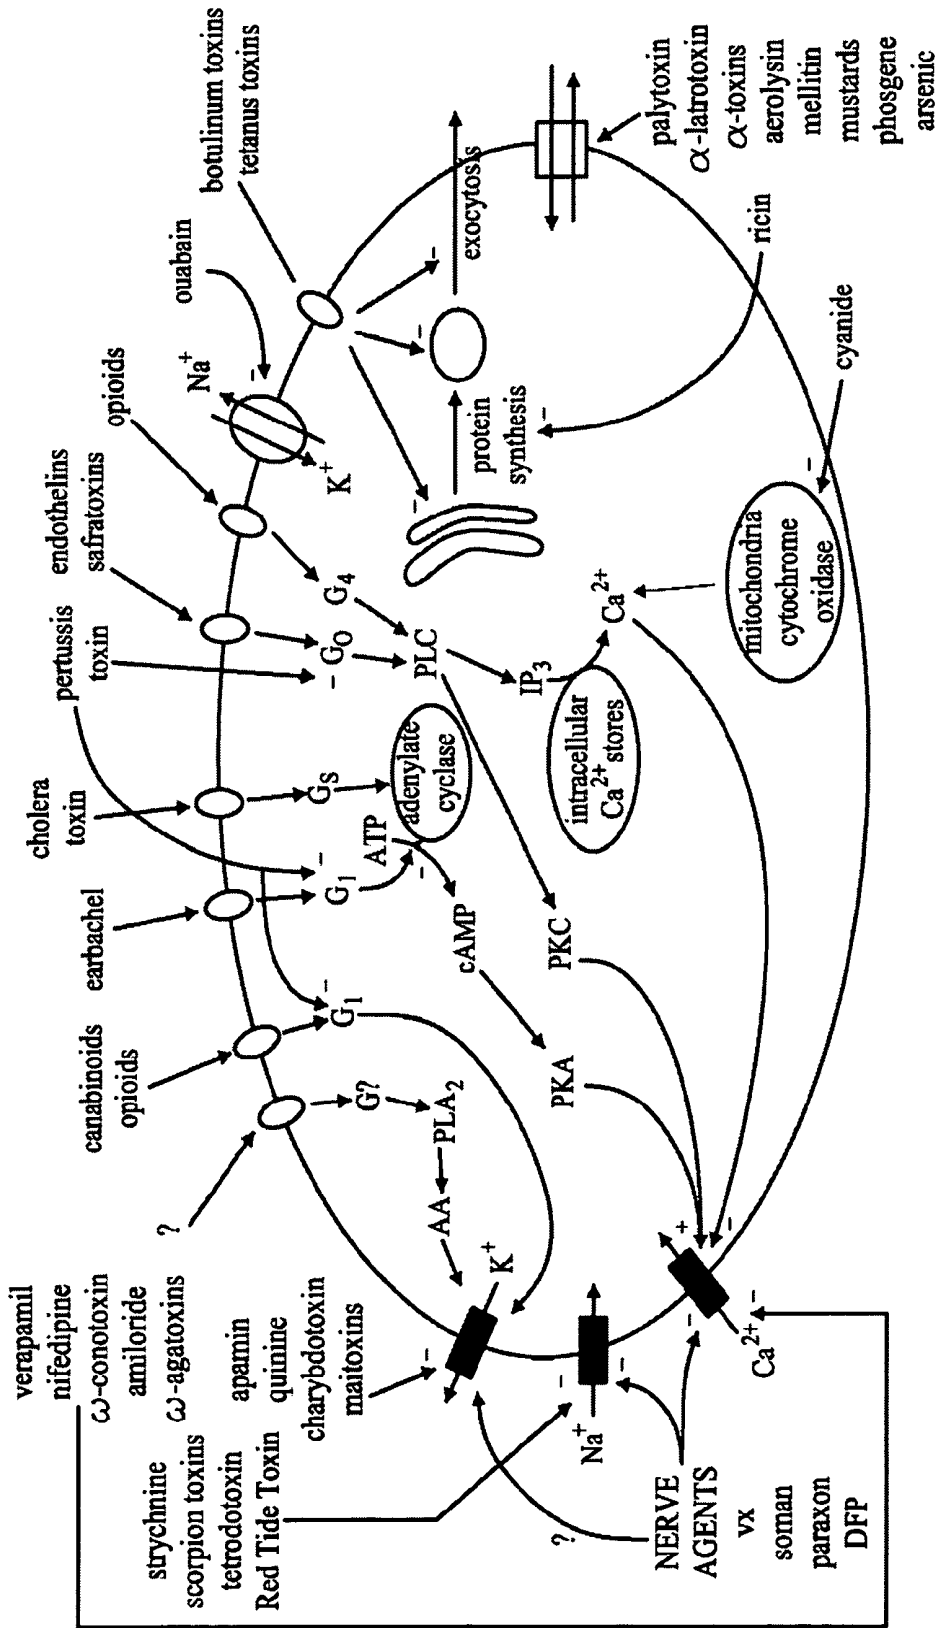 verapamil
nifedipine
ω-conotoxin
amiloride
ω-agatoxins
strychnine
scorpion toxins
tetrodotoxin
Red Tide Toxin
apamin
quinine
charybdotoxin
maitoxins
?
canabinoids
opioids
earbachel
cholera
toxin
pertussis
toxin
endothelins
safratoxins
opioids
ouabain
botulinum toxins
tetanus toxins
Na+
-
K+
G?
PLA2
AA
K+
-
G1
-
G1
-
GS
GO
-
G4
ATP
-
adenylate
cyclase
cAMP
PLC
PKA
PKC
IP3
intracellular
Ca2+ stores
Ca2+
mitochondria
cytochrome
oxidase
-
cyanide
-
-
-
protein
synthesis
-
exocytosis
ricin
palytoxin
α-latrotoxin
α-toxins
aerolysin
mellitin
mustards
phosgene
arsenic
Na+
-
-
+
-
-
Ca2+
-
?
NERVE
AGENTS
vx
soman
paraxon
DFP